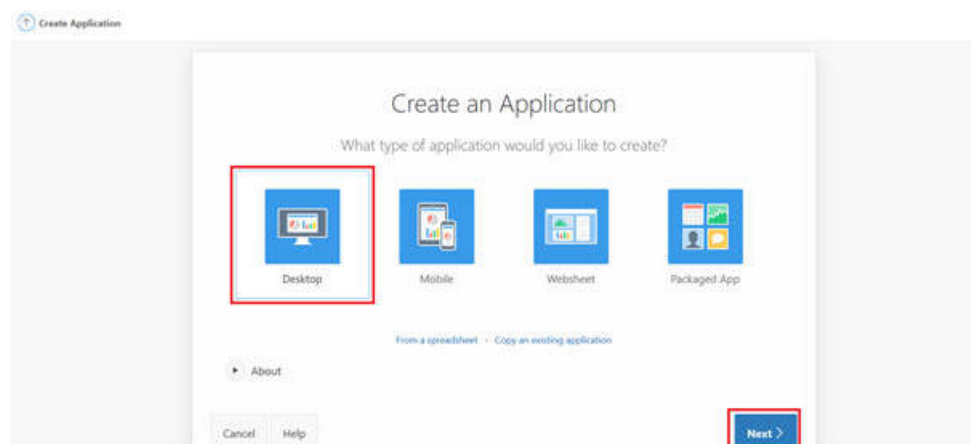 Create Application
Create an Application
What type of application would you like to create?
Desktop Mobile Websheet Packaged App
From a spreadsheet · Copy an existing application
About
Cancel Help Next >